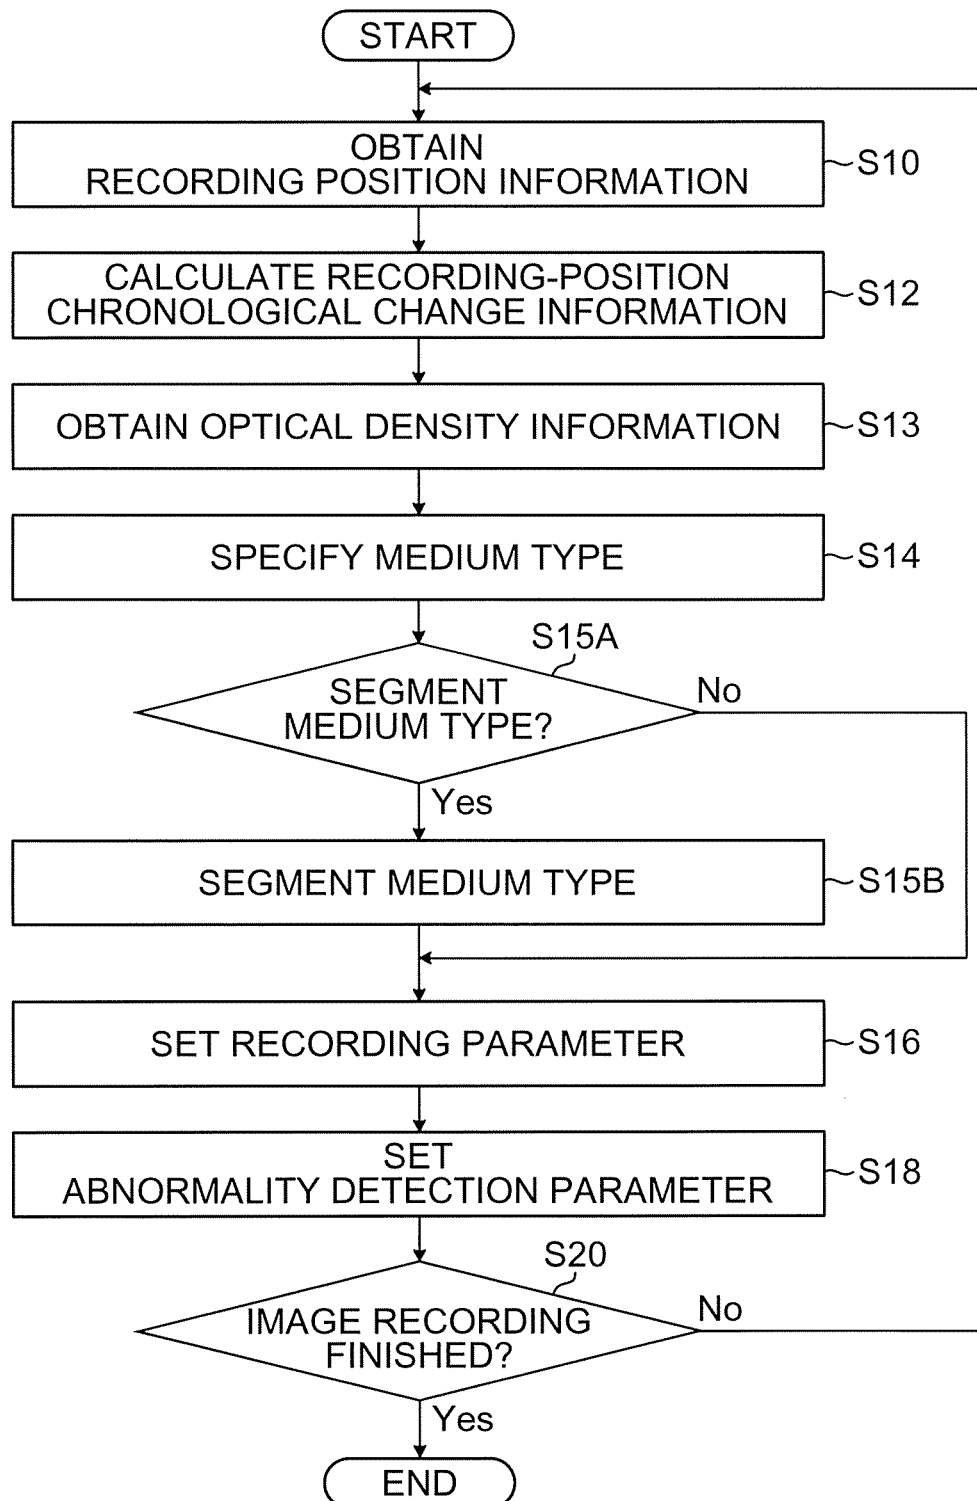 START
OBTAIN
RECORDING POSITION INFORMATION
S10
CALCULATE RECORDING-POSITION
CHRONOLOGICAL CHANGE INFORMATION
S12
OBTAIN OPTICAL DENSITY INFORMATION
S13
SPECIFY MEDIUM TYPE
S14
S15A
SEGMENT
MEDIUM TYPE?
No
Yes
SEGMENT MEDIUM TYPE
S15B
SET RECORDING PARAMETER
S16
SET
ABNORMALITY DETECTION PARAMETER
S18
S20
IMAGE RECORDING
FINISHED?
No
Yes
END